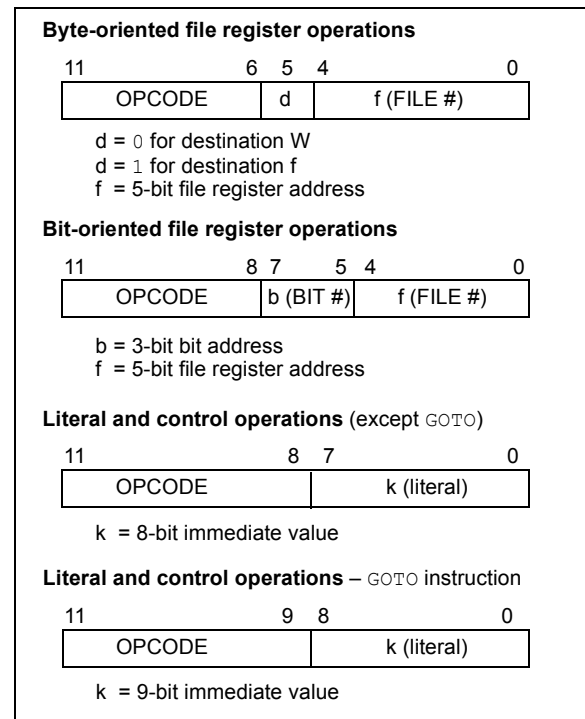 Byte-oriented file register operations
11 6 5 4 0
OPCODE d f (FILE #)
d = 0 for destination W
d = 1 for destination f
f = 5-bit file register address
Bit-oriented file register operations
11 8 7 5 4 0
OPCODE b (BIT #) f (FILE #)
b = 3-bit bit address
f = 5-bit file register address
Literal and control operations (except GOTO)
11 8 7 0
OPCODE k (literal)
k = 8-bit immediate value
Literal and control operations – GOTO instruction
11 9 8 0
OPCODE k (literal)
k = 9-bit immediate value